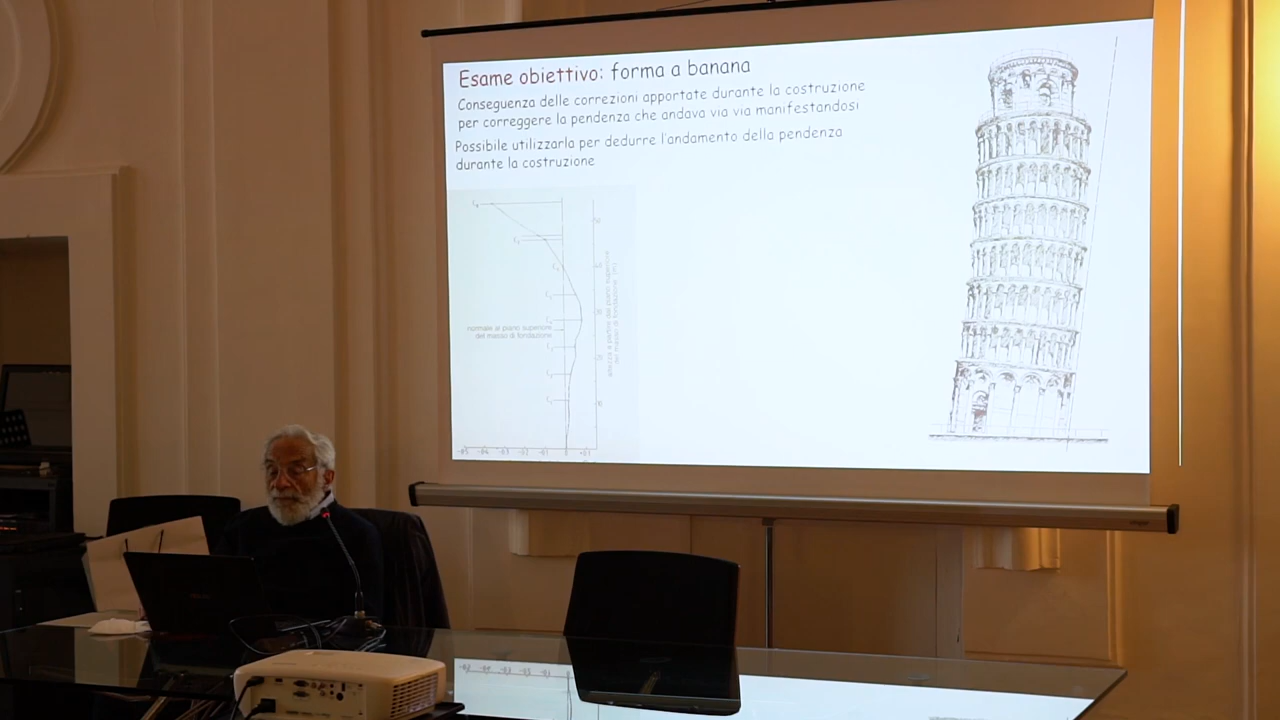 Esame obiettivo: forma a banana
Conseguenza delle correzioni apportate durante la costruzione
per correggere la pendenza che andava via via manifestandosi
Possibile utilizzarla per dedurre l'andamento della pendenza
durante la costruzione
normale al piano superiore
del masso di fondazione